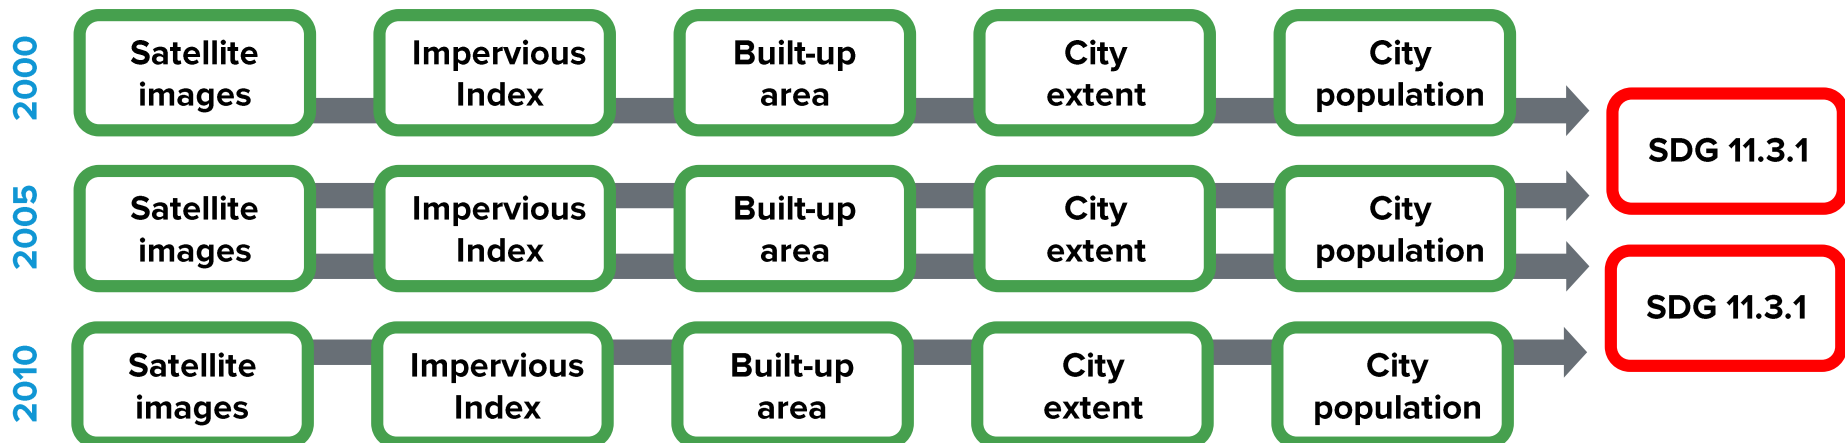 2000
Satellite
images
Impervious
Index
Built-up
area
City
extent
City
population
SDG 11.3.1
2005
Satellite
images
Impervious
Index
Built-up
area
City
extent
City
population
SDG 11.3.1
2010
Satellite
images
Impervious
Index
Built-up
area
City
extent
City
population